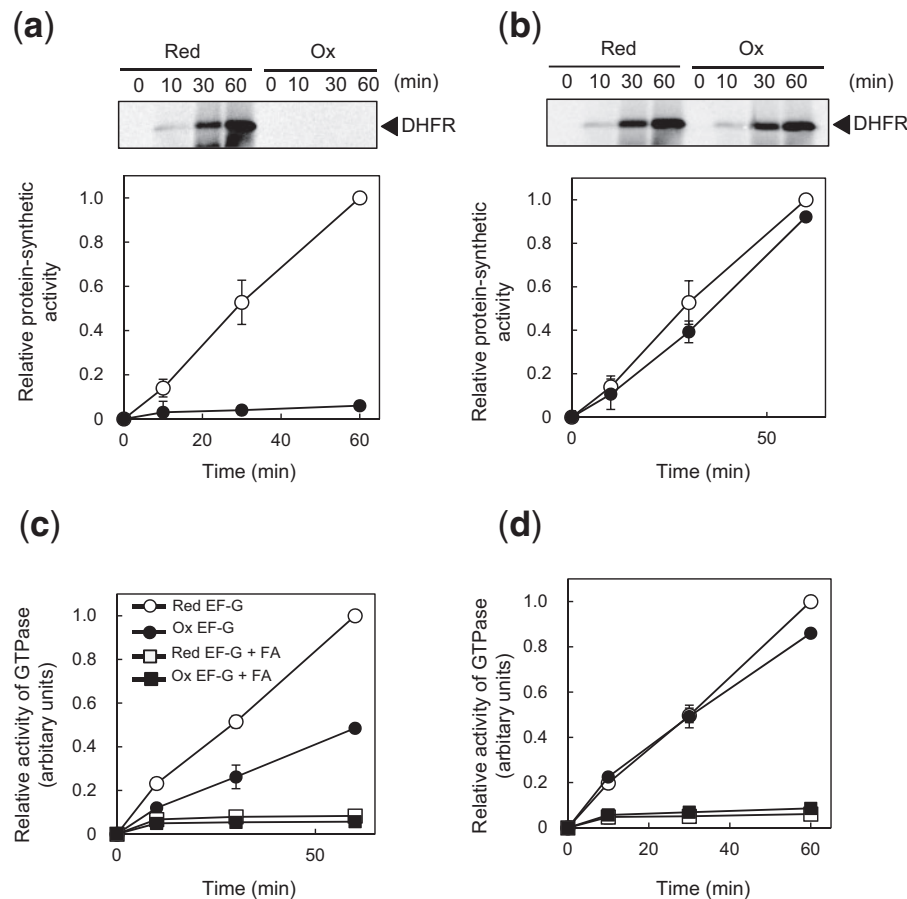 (a)
Red Ox
0 10 30 60 0 10 30 60 (min)
DHFR
Relative protein-synthetic
activity
1.0
0.8
0.6
0.4
0.2
0
0 20 40 60
Time (min)
(b)
Red Ox
0 10 30 60 0 10 30 60 (min)
DHFR
Relative protein-synthetic
activity
1.0
0.8
0.6
0.4
0.2
0
0 50
Time (min)
(c)
Relative activity of GTPase
(arbitary units)
1.0
0.8
0.6
0.4
0.2
0
Red EF-G
Ox EF-G
Red EF-G + FA
Ox EF-G + FA
0 50
Time (min)
(d)
Relative activity of GTPase
(arbitary units)
1.0
0.8
0.6
0.4
0.2
0
0 20 40 60
Time (min)